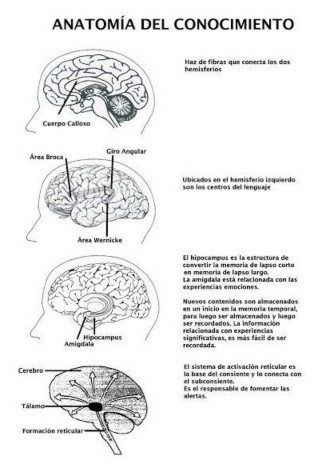 ANATOMÍA DEL CONOCIMIENTO
Haz de fibras que conecta los dos
hemisferios
Cuerpo Calloso
Área Broca
Giro Angular
Ubicados en el hemisferio izquierdo
son los centros del lenguaje
Área Wernicke
El hipocampus es la estructura de
convertir la memoria de lapso corto
en memoria de lapso largo.
La amigdala está relacionada con las
experiencias emociones.
Nuevos contenidos son almacenados
en un inicio en la memoria temporal,
para luego ser almacenados y luego
ser recordados. La información
relacionada con experiencias
significativas, es más fácil de ser
recordada.
Hipocampus
Amigdala
Cerebro
El sistema de activación reticular es
la base del consiente y lo conecta con
el subconsiente.
Es el responsable de fomentar las
alertas.
Tálamo
Formación reticular